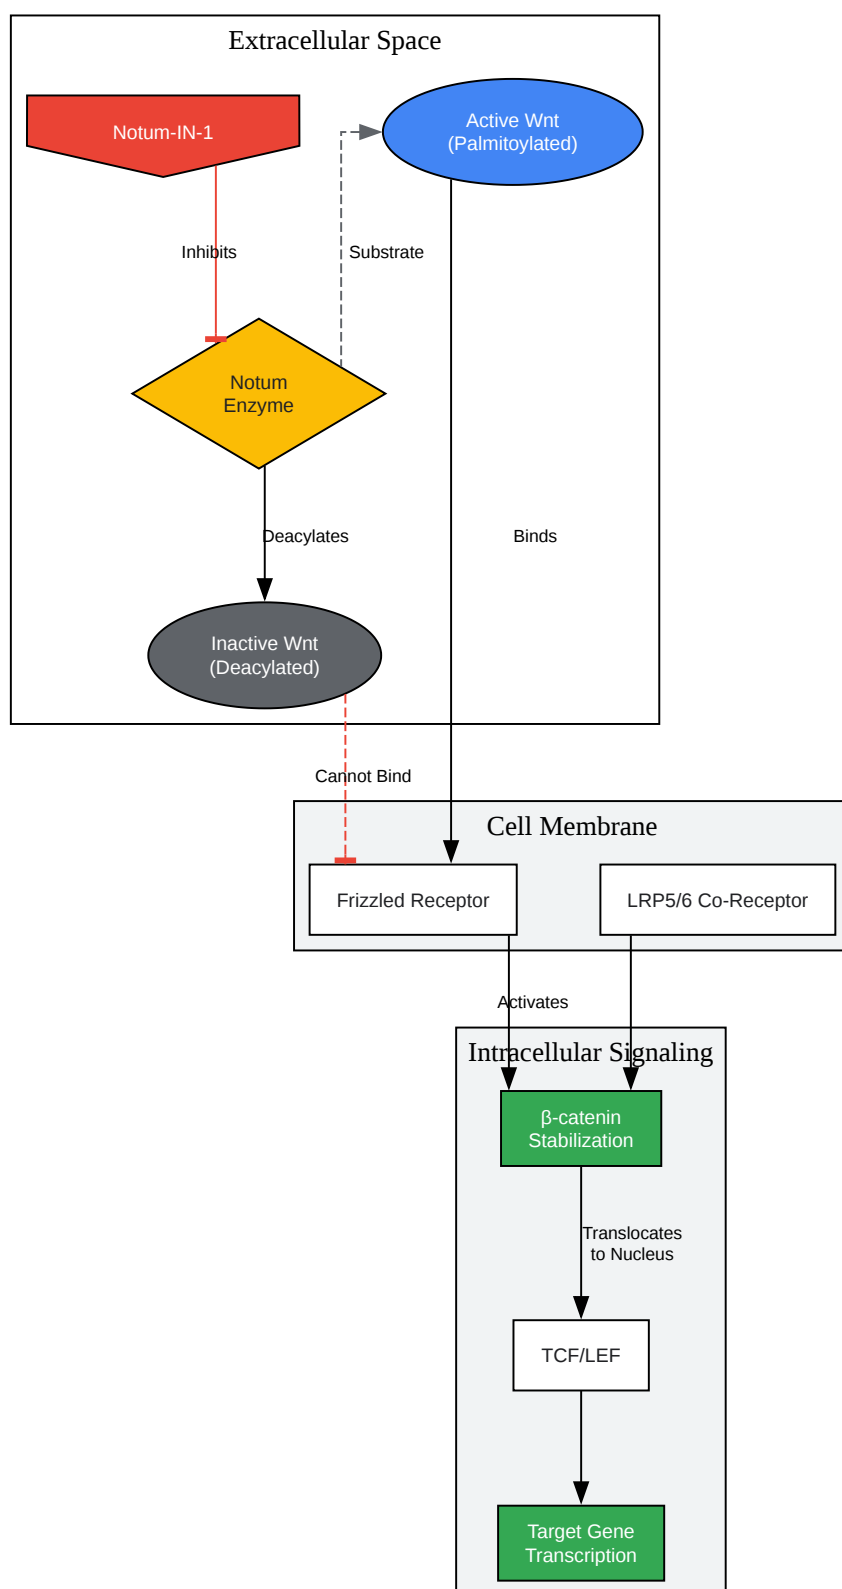 Extracellular Space
Notum-IN-1
Active Wnt
(Palmitoylated)
Inhibits
Substrate
Notum
Enzyme
Deacylates
Binds
Inactive Wnt
(Deacylated)
Cannot Bind
Cell Membrane
Frizzled Receptor
LRP5/6 Co-Receptor
Activates
Intracellular Signaling
β-catenin
Stabilization
Translocates
to Nucleus
TCF/LEF
Target Gene
Transcription